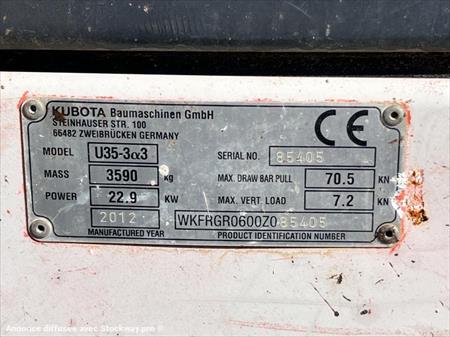 KUBOTA Baumaschinen GmbH
STEINHAUSER STR. 100
66482 ZWEIBRÜCKEN GERMANY
CE
MODEL U35-3α3 SERIAL NO. 85405
MASS 3590 kg MAX. DRAW BAR PULL 70.5 KN
POWER 22.9 KW MAX. VERT. LOAD 7.2 KN
2012 WKFRGR0600Z085405
MANUFACTURED YEAR PRODUCT IDENTIFICATION NUMBER
Annonce diffusée avec Stockway.pro ®